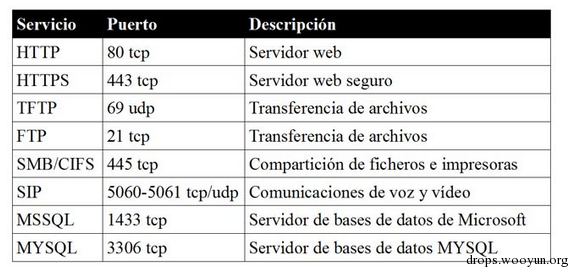 Servicio Puerto Descripción
HTTP 80 tcp Servidor web
HTTPS 443 tcp Servidor web seguro
TFTP 69 udp Transferencia de archivos
FTP 21 tcp Transferencia de archivos
SMB/CIFS 445 tcp Compartición de ficheros e impresoras
SIP 5060-5061 tcp/udp Comunicaciones de voz y vídeo
MSSQL 1433 tcp Servidor de bases de datos de Microsoft
MYSQL 3306 tcp Servidor de bases de datos MYSQL
drops.wooyun.org